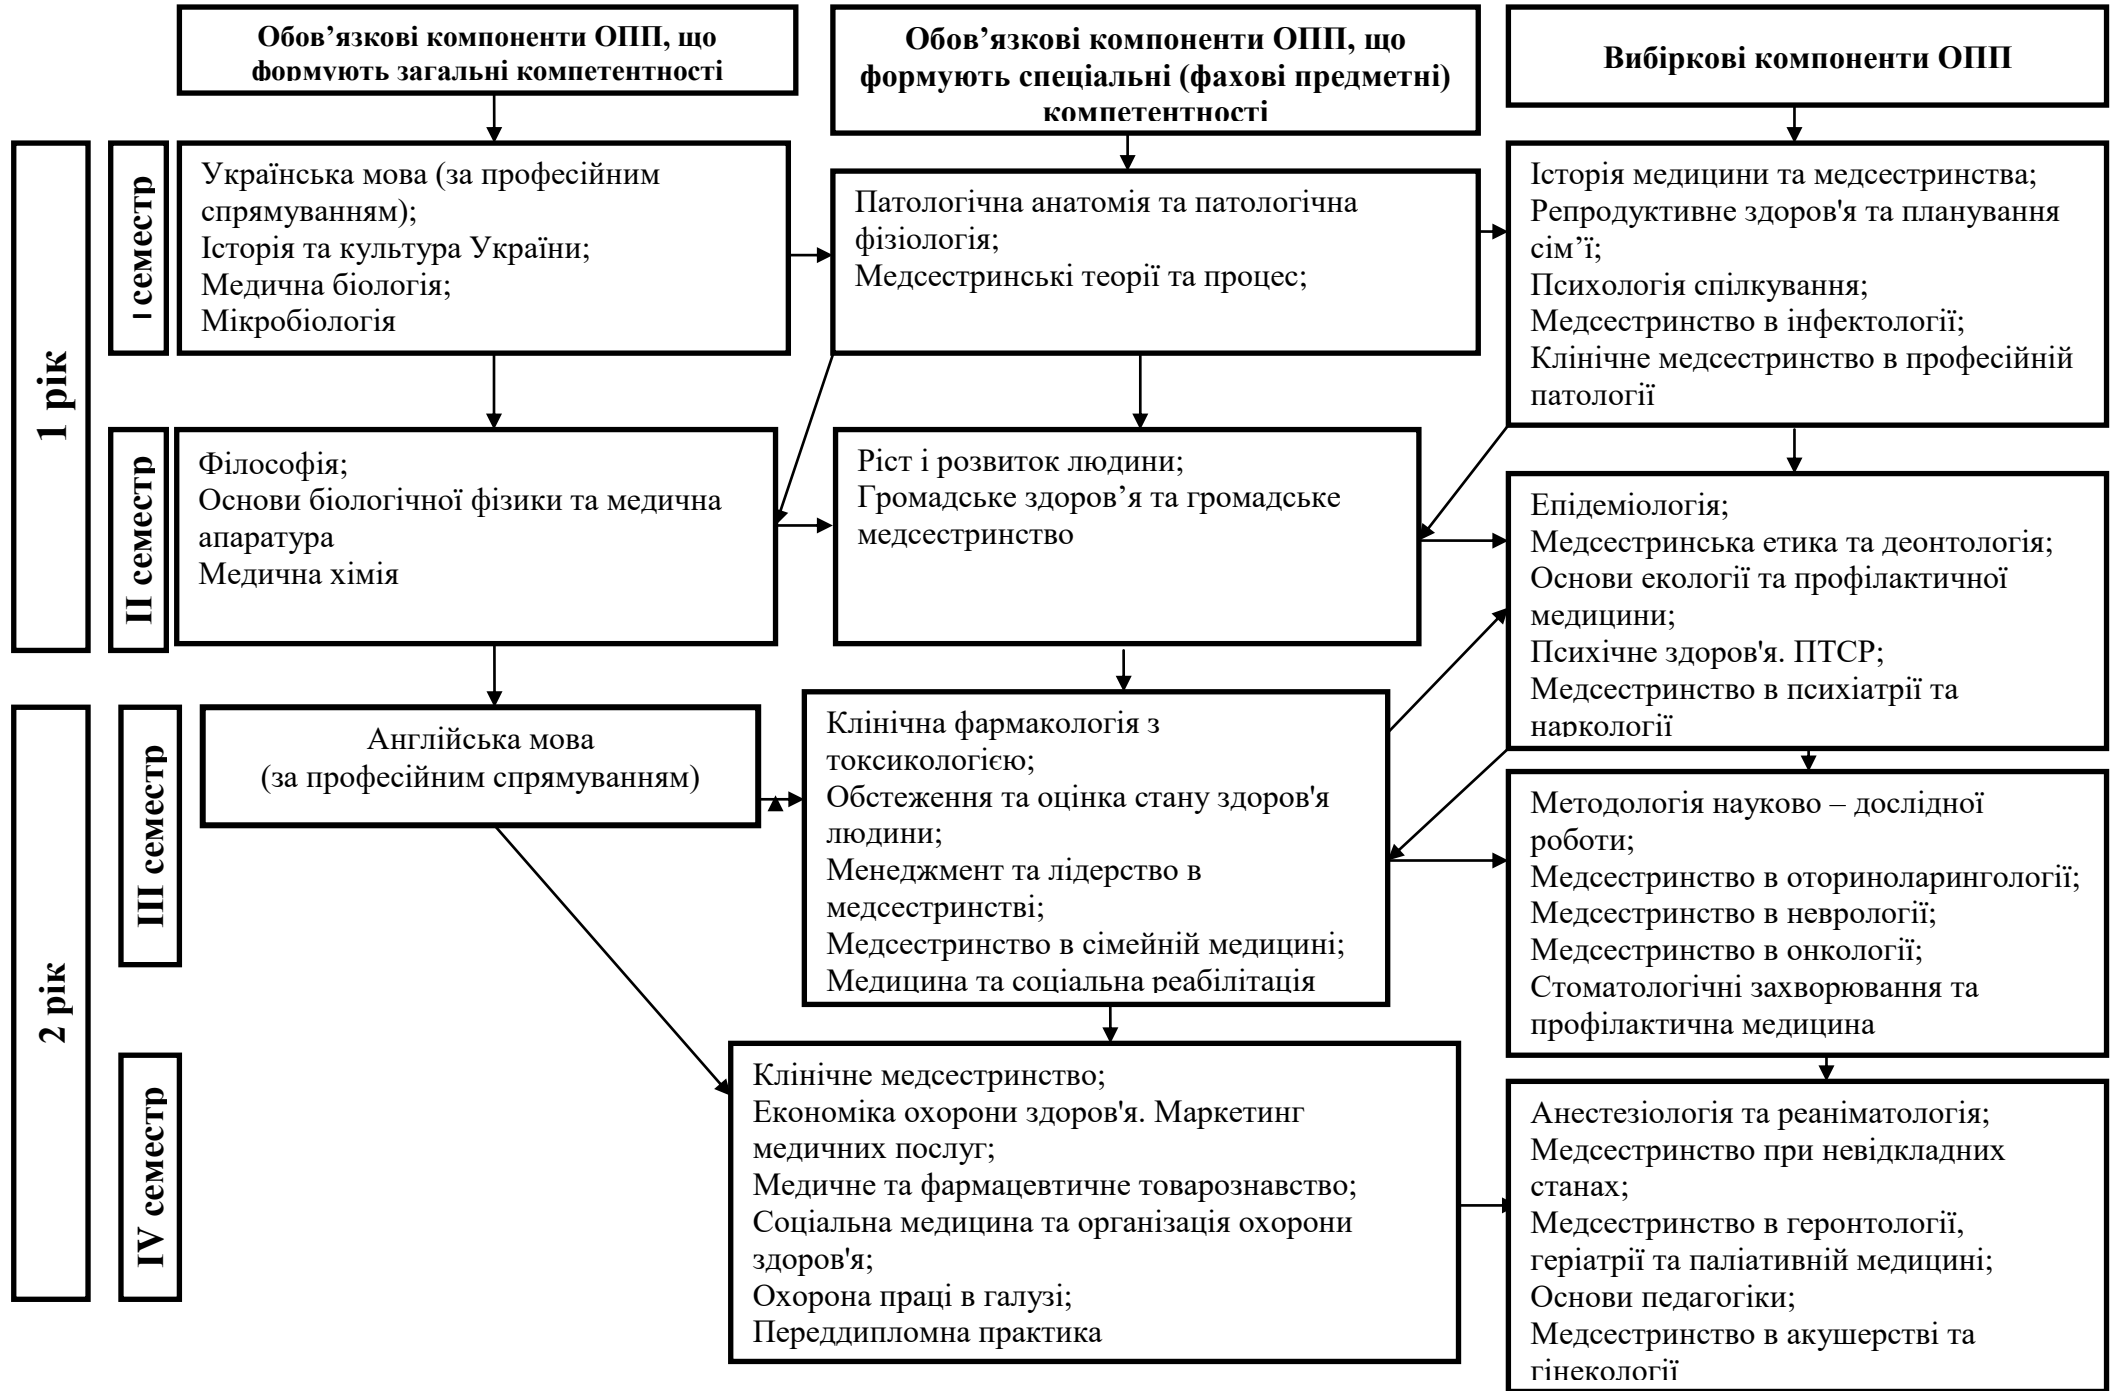 Обов’язкові компоненти ОПП, що
формують загальні компетентності
Обов’язкові компоненти ОПП, що
формують спеціальні (фахові предметні)
компетентності
Вибіркові компоненти ОПП
1 рік
І семестр
Українська мова (за професійним
спрямуванням);
Історія та культура України;
Медична біологія;
Мікробіологія
Патологічна анатомія та патологічна
фізіологія;
Медсестринські теорії та процес;
Історія медицини та медсестринства;
Репродуктивне здоров'я та планування
сім’ї;
Психологія спілкування;
Медсестринство в інфектології;
Клінічне медсестринство в професійній
патології
ІІ семестр
Філософія;
Основи біологічної фізики та медична
апаратура
Медична хімія
Ріст і розвиток людини;
Громадське здоров’я та громадське
медсестринство
Епідеміологія;
Медсестринська етика та деонтологія;
Основи екології та профілактичної
медицини;
Психічне здоров'я. ПТСР;
Медсестринство в психіатрії та
наркології
2 рік
ІІІ семестр
Англійська мова
(за професійним спрямуванням)
Клінічна фармакологія з
токсикологією;
Обстеження та оцінка стану здоров'я
людини;
Менеджмент та лідерство в
медсестринстві;
Медсестринство в сімейній медицині;
Медицина та соціальна реабілітація
Методологія науково – дослідної
роботи;
Медсестринство в оториноларингології;
Медсестринство в неврології;
Медсестринство в онкології;
Стоматологічні захворювання та
профілактична медицина
ІV семестр
Клінічне медсестринство;
Економіка охорони здоров'я. Маркетинг
медичних послуг;
Медичне та фармацевтичне товарознавство;
Соціальна медицина та організація охорони
здоров'я;
Охорона праці в галузі;
Переддипломна практика
Анестезіологія та реаніматологія;
Медсестринство при невідкладних
станах;
Медсестринство в геронтології,
геріатрії та паліативній медицині;
Основи педагогіки;
Медсестринство в акушерстві та
гінекології